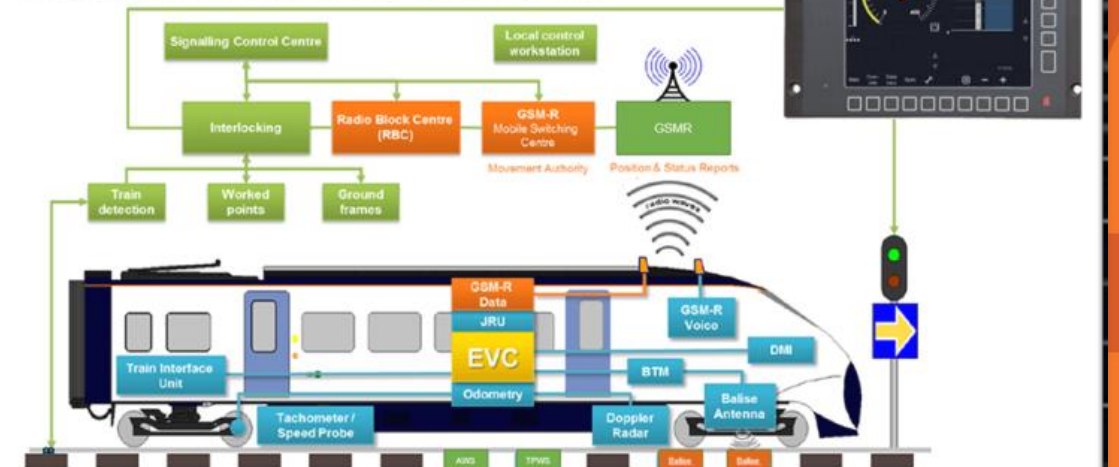 Signalling Control Centre
Local control
workstation
Interlocking
Radio Block Centre
(RBC)
GSM-R
Mobile Switching
Centre
GSMR
Movement Authority
Position & Status Reports
Train
detection
Worked
points
Ground
frames
radio waves
GSM-R
Data
JRU
EVC
Odometry
GSM-R
Voice
DMI
BTM
Train Interface
Unit
Tachometer /
Speed Probe
Doppler
Radar
Balise
Antenna
AWS
TPWS
Balise
Balise